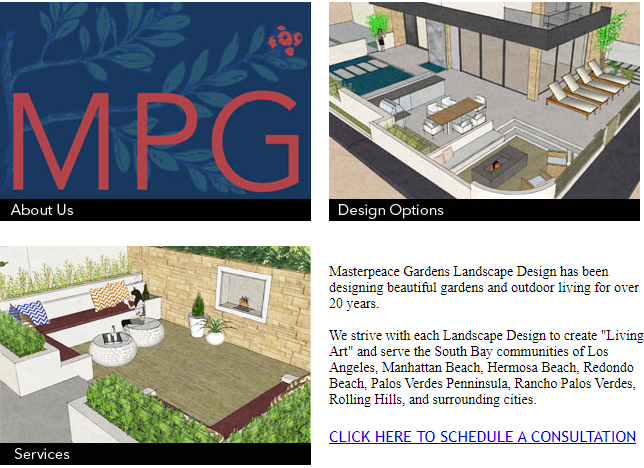 MPG
About Us
Design Options
Services
Masterpeace Gardens Landscape Design has been
designing beautiful gardens and outdoor living for over
20 years.
We strive with each Landscape Design to create "Living
Art" and serve the South Bay communities of Los
Angeles, Manhattan Beach, Hermosa Beach, Redondo
Beach, Palos Verdes Penninsula, Rancho Palos Verdes,
Rolling Hills, and surrounding cities.
CLICK HERE TO SCHEDULE A CONSULTATION